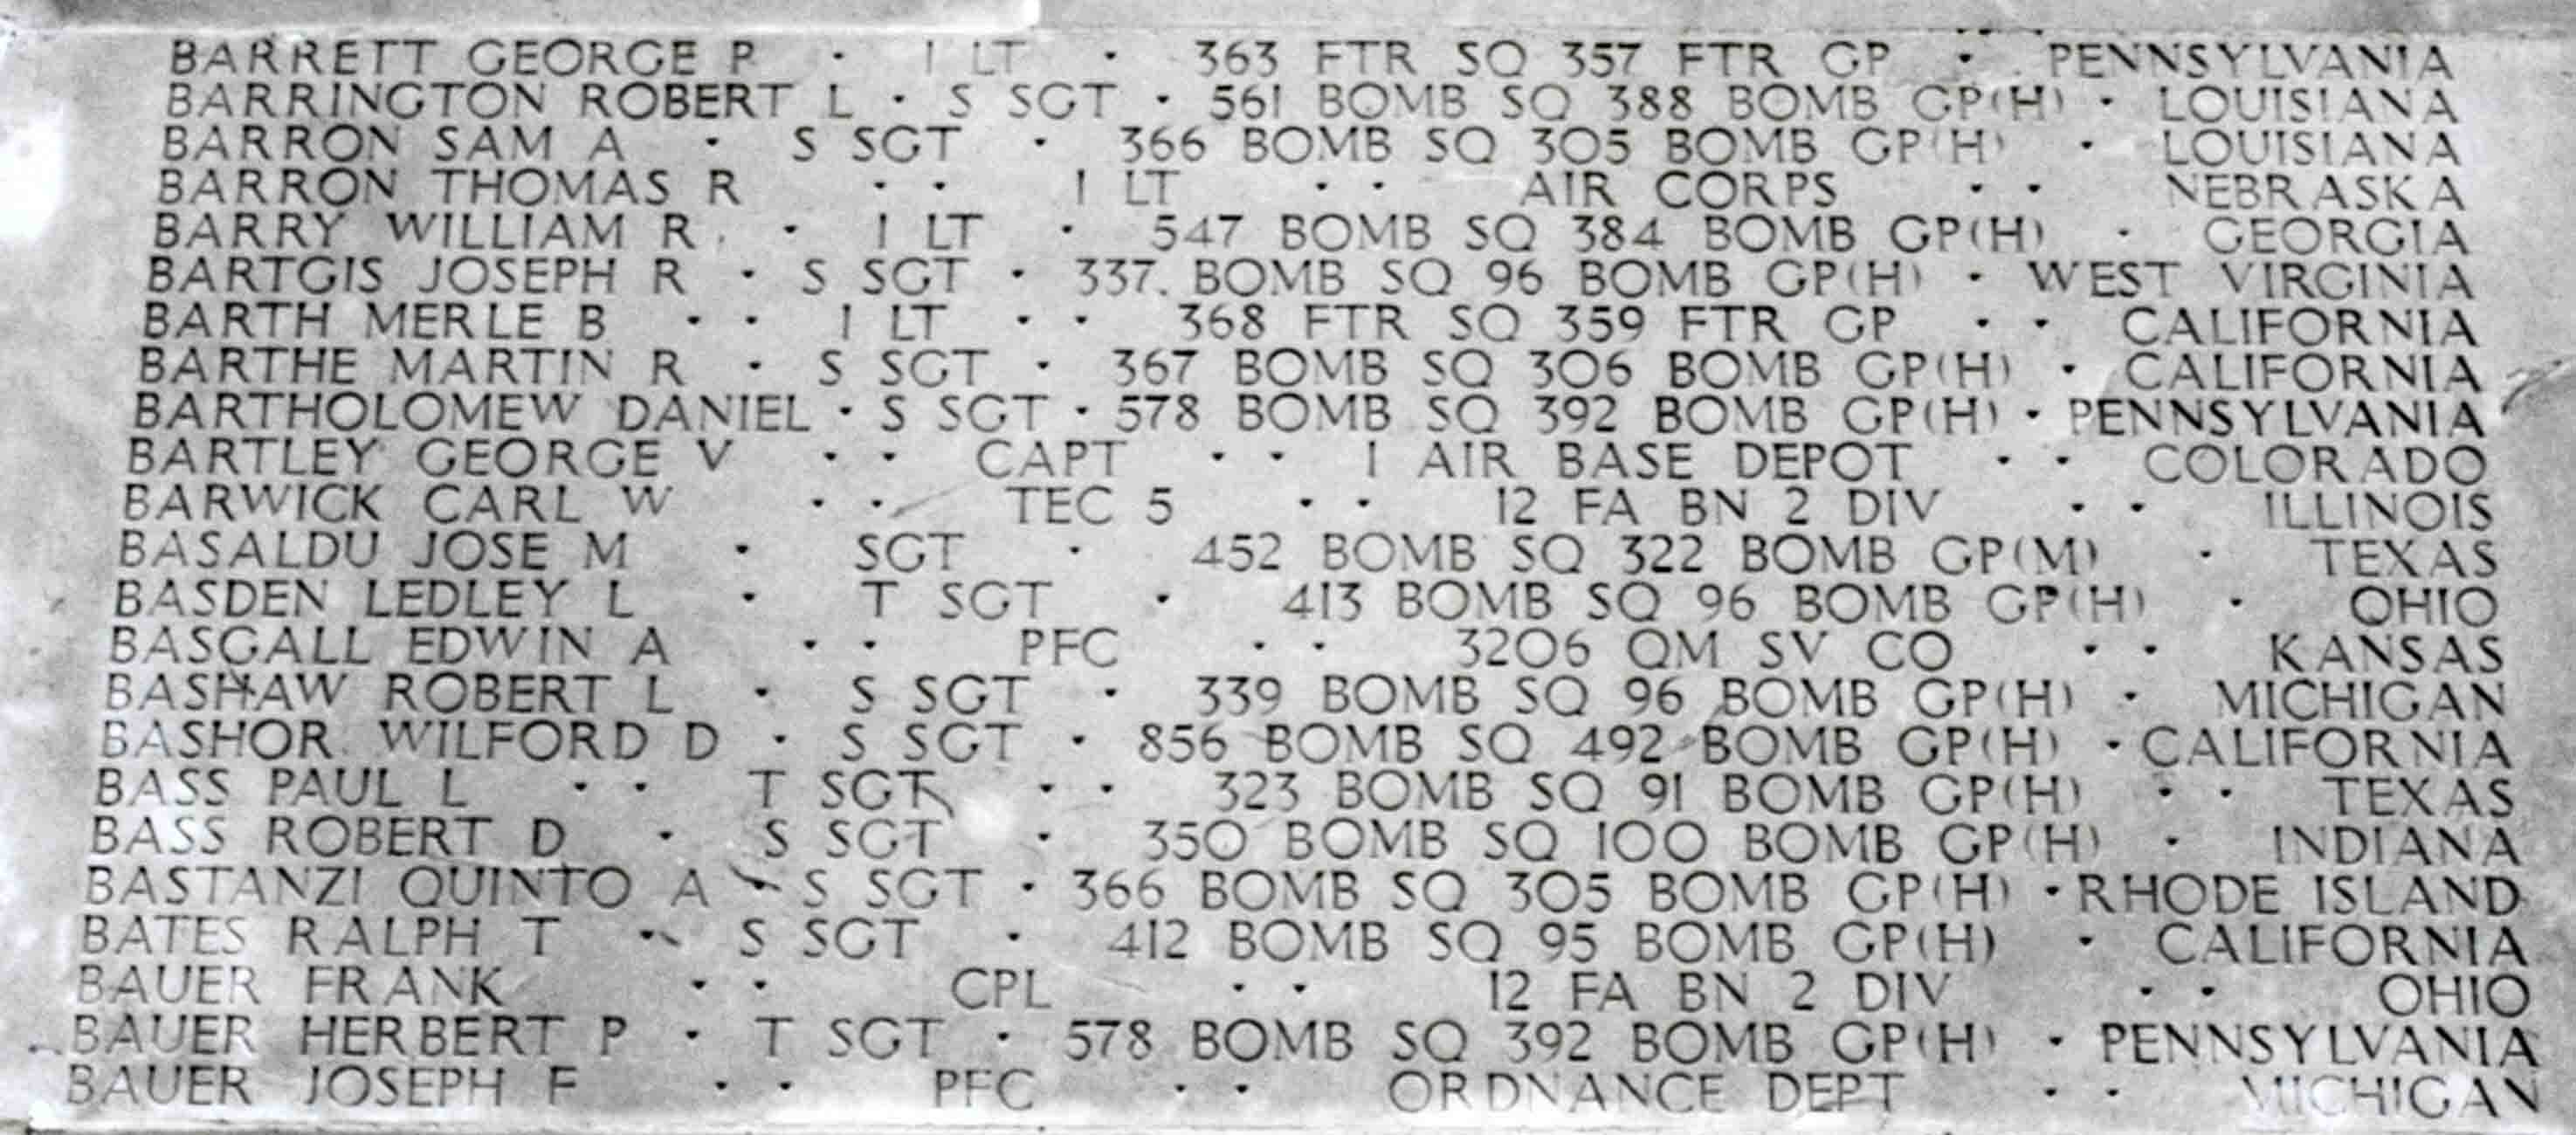 BARRETT GEORGE P · 1 LT · 363 FTR SQ 357 FTR GP · PENNSYLVANIA
BARRINGTON ROBERT L · S SGT · 561 BOMB SQ 388 BOMB GP(H) · LOUISIANA
BARRON SAM A · S SGT · 366 BOMB SQ 305 BOMB GP(H) · LOUISIANA
BARRON THOMAS R · · 1 LT · · AIR CORPS · · NEBRASKA
BARRY WILLIAM R · 1 LT · 547 BOMB SQ 384 BOMB GP(H) · GEORGIA
BARTGIS JOSEPH R · S SGT · 337 BOMB SQ 96 BOMB GP(H) · WEST VIRGINIA
BARTH MERLE B · · 1 LT · · 368 FTR SQ 359 FTR GP · · CALIFORNIA
BARTHE MARTIN R · S SGT · 367 BOMB SQ 306 BOMB GP(H) · CALIFORNIA
BARTHOLOMEW DANIEL · S SGT · 578 BOMB SQ 392 BOMB GP(H) · PENNSYLVANIA
BARTLEY GEORGE V · · CAPT · · 1 AIR BASE DEPOT · · COLORADO
BARWICK CARL W · · TEC 5 · · 12 FA BN 2 DIV · · ILLINOIS
BASALDU JOSE M · SGT · 452 BOMB SQ 322 BOMB GP(M) · TEXAS
BASDEN LEDLEY L · T SGT · 413 BOMB SQ 96 BOMB GP(H) · OHIO
BASGALL EDWIN A · · PFC · · 3206 QM SV CO · · KANSAS
BASHAW ROBERT L · S SGT · 339 BOMB SQ 96 BOMB GP(H) · MICHIGAN
BASHOR WILFORD D · S SGT · 856 BOMB SQ 492 BOMB GP(H) · CALIFORNIA
BASS PAUL L · · T SGT · · 323 BOMB SQ 91 BOMB GP(H) · · TEXAS
BASS ROBERT D · S SGT · 350 BOMB SQ 100 BOMB GP(H) · INDIANA
BASTANZI QUINTO A · S SGT · 366 BOMB SQ 305 BOMB GP(H) · RHODE ISLAND
BATES RALPH T · S SGT · 412 BOMB SQ 95 BOMB GP(H) · CALIFORNIA
BAUER FRANK · · CPL · · 12 FA BN 2 DIV · · OHIO
BAUER HERBERT P · T SGT · 578 BOMB SQ 392 BOMB GP(H) · PENNSYLVANIA
BAUER JOSEPH F · · PFC · · ORDNANCE DEPT · · MICHIGAN